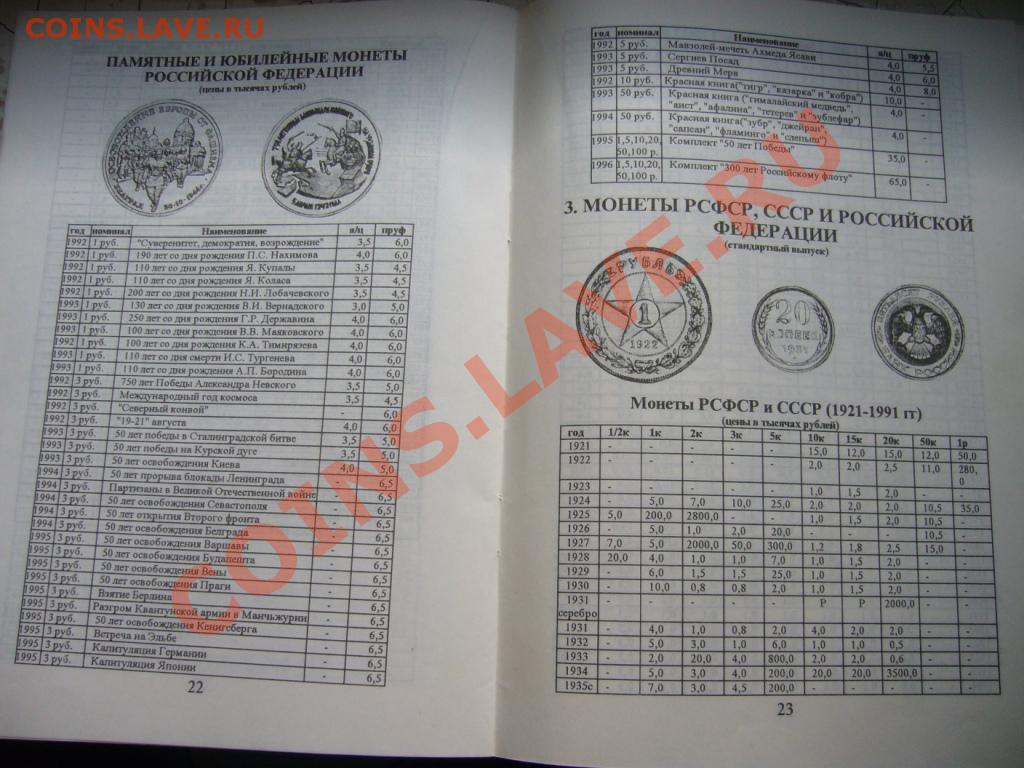 COINS.LAVE.RU
ПАМЯТНЫЕ И ЮБИЛЕЙНЫЕ МОНЕТЫ
РОССИЙСКОЙ ФЕДЕРАЦИИ
(цены в тысячах рублей)
год номинал Наименование а/ц пруф
1992 1 руб. "Суверенитет, демократия, возрождение" 3,5 6,0
1992 1 руб. 190 лет со дня рождения П.С. Нахимова 4,0 6,0
1992 1 руб. 110 лет со дня рождения Я. Купалы 3,5 4,5
1992 1 руб. 110 лет со дня рождения Я. Коласа 3,5 4,5
1992 1 руб. 200 лет со дня рождения Н.И. Лобачевского 3,5 4,5
1993 1 руб. 130 лет со дня рождения В.И. Вернадского 3,0 5,0
1993 1 руб. 250 лет со дня рождения Г.Р. Державина 4,0 6,0
1993 1 руб. 100 лет со дня рождения В.В. Маяковского 4,0 6,0
1993 1 руб. 100 лет со дня рождения К.А. Тимирязева 4,0 6,0
1993 1 руб. 110 лет со дня смерти И.С. Тургенева 4,0 6,0
1993 1 руб. 110 лет со дня рождения А.П. Бородина 4,0 6,0
1992 3 руб. 750 лет Победы Александра Невского 3,5 5,0
1992 3 руб. Международный год космоса 3,5 4,5
1992 3 руб. "Северный конвой" - 6,0
1992 3 руб. "19-21" августа 4,0 6,0
1993 3 руб. 50 лет победы в Сталинградской битве 3,5 5,0
1993 3 руб. 50 лет победы на Курской дуге 3,5 5,0
1993 3 руб. 50 лет освобождения Киева 4,0 5,0
1994 3 руб. 50 лет прорыва блокады Ленинграда - 6,5
1994 3 руб. Партизаны в Великой Отечественной войне - 6,5
1994 3 руб. 50 лет освобождения Севастополя - 6,5
1994 3 руб. 50 лет открытия Второго фронта - 6,5
1994 3 руб. 50 лет освобождения Белграда - 6,5
1995 3 руб. 50 лет освобождения Варшавы - 6,5
1995 3 руб. 50 лет освобождения Будапешта - 6,5
1995 3 руб. 50 лет освобождения Вены - 6,5
1995 3 руб. 50 лет освобождения Праги - 6,5
1995 3 руб. Взятие Берлина - 6,5
1995 3 руб. Разгром Квантунской армии в Манчьжурии - 6,5
1995 3 руб. 50 лет освобождения Кенигсберга - 6,5
1995 3 руб. Встреча на Эльбе - 6,5
1995 3 руб. Капитуляция Германии - 6,5
1995 3 руб. Капитуляция Японии - 6,5
22
год номинал Наименование а/ц пруф
1992 5 руб. Мавзолей-мечеть Ахмеда Ясави 4,0 5,5
1993 5 руб. Сергиев Посад 4,0 6,0
1993 5 руб. Древний Мерв 4,0 8,0
1992 10 руб. Красная книга("тигр", "казарка" и "кобра") 10,0 -
1993 50 руб. Красная книга ("гималайский медведь", 4,0 -
"аист", "афалина", "тетерев" и "эублефар")
1994 50 руб. Красная книга("зубр", "джейран", 4,0 -
"сапсан", "фламинго" и "слепыш")
1995 1,5,10,20, Комплект "50 лет Победы" 35,0 -
50,100 р.
1996 1,5,10,20, Комплект "300 лет Российскому флоту" 65,0 -
50,100 р.
3. МОНЕТЫ РСФСР, СССР И РОССИЙСКОЙ
ФЕДЕРАЦИИ
(стандартный выпуск)
РУБЛЬ
1
1922
20
КОПЕЕК
1931
Монеты РСФСР и СССР (1921-1991 гг)
(цены в тысячах рублей)
год 1/2к 1к 2к 3к 5к 10к 15к 20к 50к 1р
1921 - - - - - 15,0 12,0 15,0 12,0 50,0
1922 - - - - - 2,0 2,0 2,5 11,0 280,
0
1923 - - - - - 1,0 1,5 2,0 - -
1924 - 5,0 7,0 10,0 25,0 2,0 2,0 2,0 10,5 35,0
1925 5,0 200,0 2800,0 - - 1,0 1,5 2,0 10,5 -
1926 - 5,0 1,0 2,0 20,0 - - - 10,5 -
1927 7,0 5,0 2000,0 50,0 300,0 1,2 1,8 2,5 15,0 -
1928 20,0 4,0 1,0 1,0 7,0 1,0 1,5 2,0 - -
1929 - 6,0 1,5 1,5 25,0 1,0 1,5 2,0 - -
1930 - 10,0 0,8 0,8 2,0 1,0 1,5 2,0 - -
1931 Р Р 2000,0 - -
серебро
1931 - 4,0 1,0 0,8 2,0 4,0 2,0 2,0 - -
1932 - 5,0 3,0 1,0 6,0 2,0 2,0 2,0 - -
1933 - 2,0 20,0 4,0 800,0 2,0 2,0 0,6 - -
1934 - 5,0 3,0 4,0 200,0 20,0 20,0 3500,0 - -
1935с - 7,0 3,0 4,5 200,0 - - - - -
23
COINS.LAVE.RU